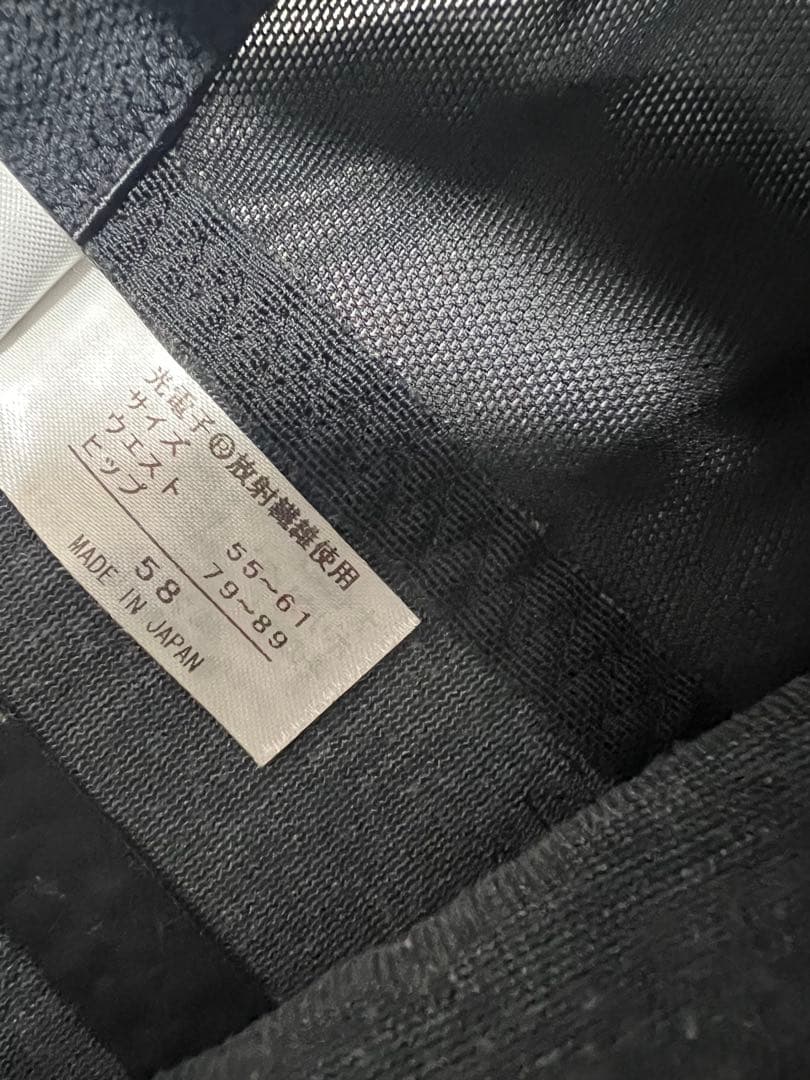 光電子®放射繊維使用
サイズ
ウエスト 55~61
ヒップ 79~89
58
MADE IN JAPAN